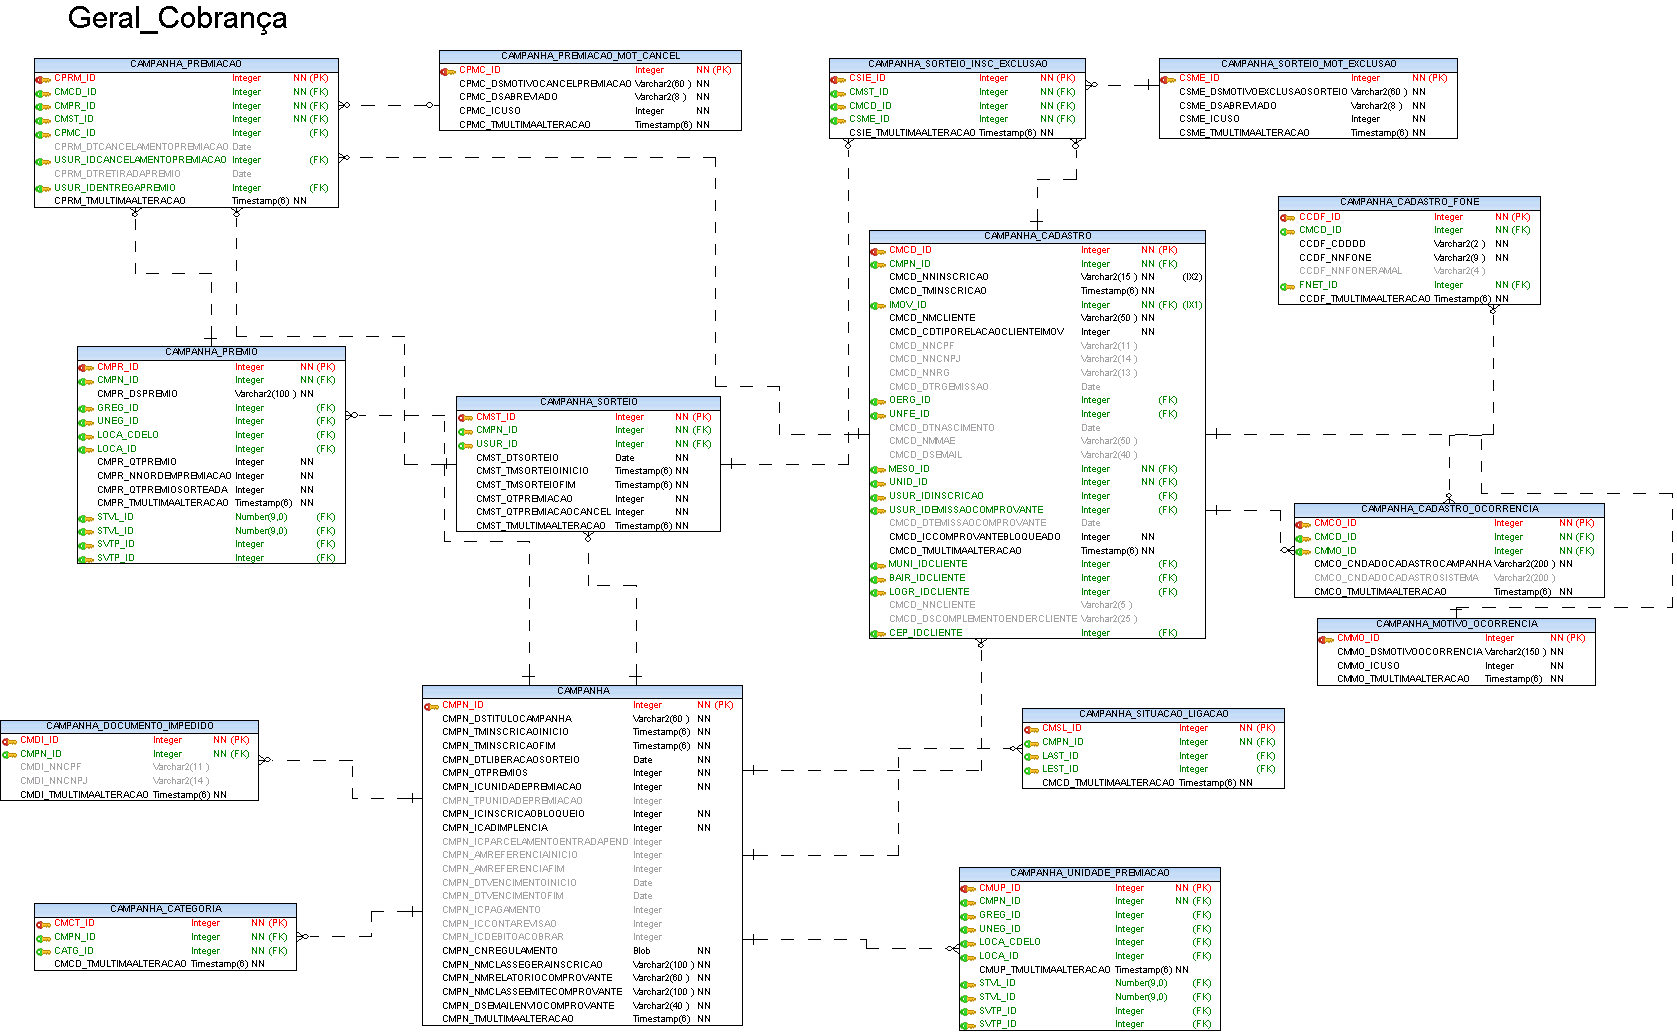 Geral_Cobrança
CAMPANHA_PREMIACAO
CPRM_ID Integer NN (PK)
CMCD_ID Integer NN (FK)
CMPR_ID Integer NN (FK)
CMST_ID Integer NN (FK)
CPMC_ID Integer (FK)
CPRM_DTCANCELAMENTOPREMIACAO Date
USUR_IDCANCELAMENTOPREMIACAO Integer (FK)
CPRM_DTRETIRADAPREMIO Date
USUR_IDENTREGAPREMIO Integer (FK)
CPRM_TMULTIMAALTERACAO Timestamp(6) NN
CAMPANHA_PREMIACAO_MOT_CANCEL
CPMC_ID Integer NN (PK)
CPMC_DSMOTIVOCANCELPREMIACAO Varchar2(60 ) NN
CPMC_DSABREVIADO Varchar2(8 ) NN
CPMC_ICUSO Integer NN
CPMC_TMULTIMAALTERACAO Timestamp(6) NN
CAMPANHA_SORTEIO_INSC_EXCLUSAO
CSIE_ID Integer NN (PK)
CMST_ID Integer NN (FK)
CMCD_ID Integer NN (FK)
CSME_ID Integer NN (FK)
CSIE_TMULTIMAALTERACAO Timestamp(6) NN
CAMPANHA_SORTEIO_MOT_EXCLUSAO
CSME_ID Integer NN (PK)
CSME_DSMOTIVOEXCLUSAOSORTEIO Varchar2(60 ) NN
CSME_DSABREVIADO Varchar2(8 ) NN
CSME_ICUSO Integer NN
CSME_TMULTIMAALTERACAO Timestamp(6) NN
CAMPANHA_CADASTRO_FONE
CCDF_ID Integer NN (PK)
CMCD_ID Integer NN (FK)
CCDF_CDDDD Varchar2(2 ) NN
CCDF_NNFONE Varchar2(9 ) NN
CCDF_NNFONERAMAL Varchar2(4 )
FNET_ID Integer NN (FK)
CCDF_TMULTIMAALTERACAO Timestamp(6) NN
CAMPANHA_CADASTRO
CMCD_ID Integer NN (PK)
CMPN_ID Integer NN (FK)
CMCD_NNINSCRICAO Varchar2(15 ) NN (IX2)
CMCD_TMINSCRICAO Timestamp(6) NN
IMOV_ID Integer NN (FK) (IX1)
CMCD_NMCLIENTE Varchar2(50 ) NN
CMCD_CDTIPORELACAOCLIENTEIMOV Integer NN
CMCD_NNCPF Varchar2(11 )
CMCD_NNCNPJ Varchar2(14 )
CMCD_NNRG Varchar2(13 )
CMCD_DTRGEMISSAO Date
OERG_ID Integer (FK)
UNFE_ID Integer (FK)
CMCD_DTNASCIMENTO Date
CMCD_NMMAE Varchar2(50 )
CMCD_DSEMAIL Varchar2(40 )
MESO_ID Integer NN (FK)
UNID_ID Integer NN (FK)
USUR_IDINSCRICAO Integer (FK)
USUR_IDEMISSAOCOMPROVANTE Integer (FK)
CMCD_DTEMISSAOCOMPROVANTE Date
CMCD_ICCOMPROVANTEBLOQUEADO Integer NN
CMCD_TMULTIMAALTERACAO Timestamp(6) NN
MUNI_IDCLIENTE Integer (FK)
BAIR_IDCLIENTE Integer (FK)
LOGR_IDCLIENTE Integer (FK)
CMCD_NNCLIENTE Varchar2(5 )
CMCD_DSCOMPLEMENTOENDERCLIENTE Varchar2(25 )
CEP_IDCLIENTE Integer (FK)
CAMPANHA_PREMIO
CMPR_ID Integer NN (PK)
CMPN_ID Integer NN (FK)
CMPR_DSPREMIO Varchar2(100 ) NN
GREG_ID Integer (FK)
UNEG_ID Integer (FK)
LOCA_CDELO Integer (FK)
LOCA_ID Integer (FK)
CMPR_QTPREMIO Integer NN
CMPR_NNORDEMPREMIACAO Integer NN
CMPR_QTPREMIOSORTEADA Integer NN
CMPR_TMULTIMAALTERACAO Timestamp(6) NN
STVL_ID Number(9,0) (FK)
STVL_ID Number(9,0) (FK)
SVTP_ID Integer (FK)
SVTP_ID Integer (FK)
CAMPANHA_SORTEIO
CMST_ID Integer NN (PK)
CMPN_ID Integer NN (FK)
USUR_ID Integer NN (FK)
CMST_DTSORTEIO Date NN
CMST_TMSORTEIOINICIO Timestamp(6) NN
CMST_TMSORTEIOFIM Timestamp(6) NN
CMST_QTPREMIACAO Integer NN
CMST_QTPREMIACAOCANCEL Integer NN
CMST_TMULTIMAALTERACAO Timestamp(6) NN
CAMPANHA_CADASTRO_OCORRENCIA
CMCO_ID Integer NN (PK)
CMCD_ID Integer NN (FK)
CMMO_ID Integer NN (FK)
CMCO_CNDADOCADASTROCAMPANHA Varchar2(200 ) NN
CMCO_CNDADOCADASTROSISTEMA Varchar2(200 )
CMCO_TMULTIMAALTERACAO Timestamp(6) NN
CAMPANHA_MOTIVO_OCORRENCIA
CMMO_ID Integer NN (PK)
CMMO_DSMOTIVOOCORRENCIA Varchar2(150 ) NN
CMMO_ICUSO Integer NN
CMMO_TMULTIMAALTERACAO Timestamp(6) NN
CAMPANHA
CMPN_ID Integer NN (PK)
CMPN_DSTITULOCAMPANHA Varchar2(60 ) NN
CMPN_TMINSCRICAOINICIO Timestamp(6) NN
CMPN_TMINSCRICAOFIM Timestamp(6) NN
CMPN_DTLIBERACAOSORTEIO Date NN
CMPN_QTPREMIOS Integer NN
CMPN_ICUNIDADEPREMIACAO Integer NN
CMPN_TPUNIDADEPREMIACAO Integer
CMPN_ICINSCRICAOBLOQUEIO Integer NN
CMPN_ICADIMPLENCIA Integer NN
CMPN_ICPARCELAMENTOENTRADAPEND Integer
CMPN_AMREFERENCIAINICIO Integer
CMPN_AMREFERENCIAFIM Integer
CMPN_DTVENCIMENTOINICIO Date
CMPN_DTVENCIMENTOFIM Date
CMPN_ICPAGAMENTO Integer
CMPN_ICCONTAREVISAO Integer
CMPN_ICDEBITOACOBRAR Integer
CMPN_CNREGULAMENTO Blob NN
CMPN_NMCLASSEGERAINSCRICAO Varchar2(100 ) NN
CMPN_NMRELATORIOCOMPROVANTE Varchar2(60 ) NN
CMPN_NMCLASSEEMITECOMPROVANTE Varchar2(100 ) NN
CMPN_DSEMAILENVIOCOMPROVANTE Varchar2(40 ) NN
CMPN_TMULTIMAALTERACAO Timestamp(6) NN
CAMPANHA_DOCUMENTO_IMPEDIDO
CMDI_ID Integer NN (PK)
CMPN_ID Integer NN (FK)
CMDI_NNCPF Varchar2(11 )
CMDI_NNCNPJ Varchar2(14 )
CMDI_TMULTIMAALTERACAO Timestamp(6) NN
CAMPANHA_SITUACAO_LIGACAO
CMSL_ID Integer NN (PK)
CMPN_ID Integer NN (FK)
LAST_ID Integer (FK)
LEST_ID Integer (FK)
CMCD_TMULTIMAALTERACAO Timestamp(6) NN
CAMPANHA_CATEGORIA
CMCT_ID Integer NN (PK)
CMPN_ID Integer NN (FK)
CATG_ID Integer NN (FK)
CMCD_TMULTIMAALTERACAO Timestamp(6) NN
CAMPANHA_UNIDADE_PREMIACAO
CMUP_ID Integer NN (PK)
CMPN_ID Integer NN (FK)
GREG_ID Integer (FK)
UNEG_ID Integer (FK)
LOCA_CDELO Integer (FK)
LOCA_ID Integer (FK)
CMUP_TMULTIMAALTERACAO Timestamp(6) NN
STVL_ID Number(9,0) (FK)
STVL_ID Number(9,0) (FK)
SVTP_ID Integer (FK)
SVTP_ID Integer (FK)